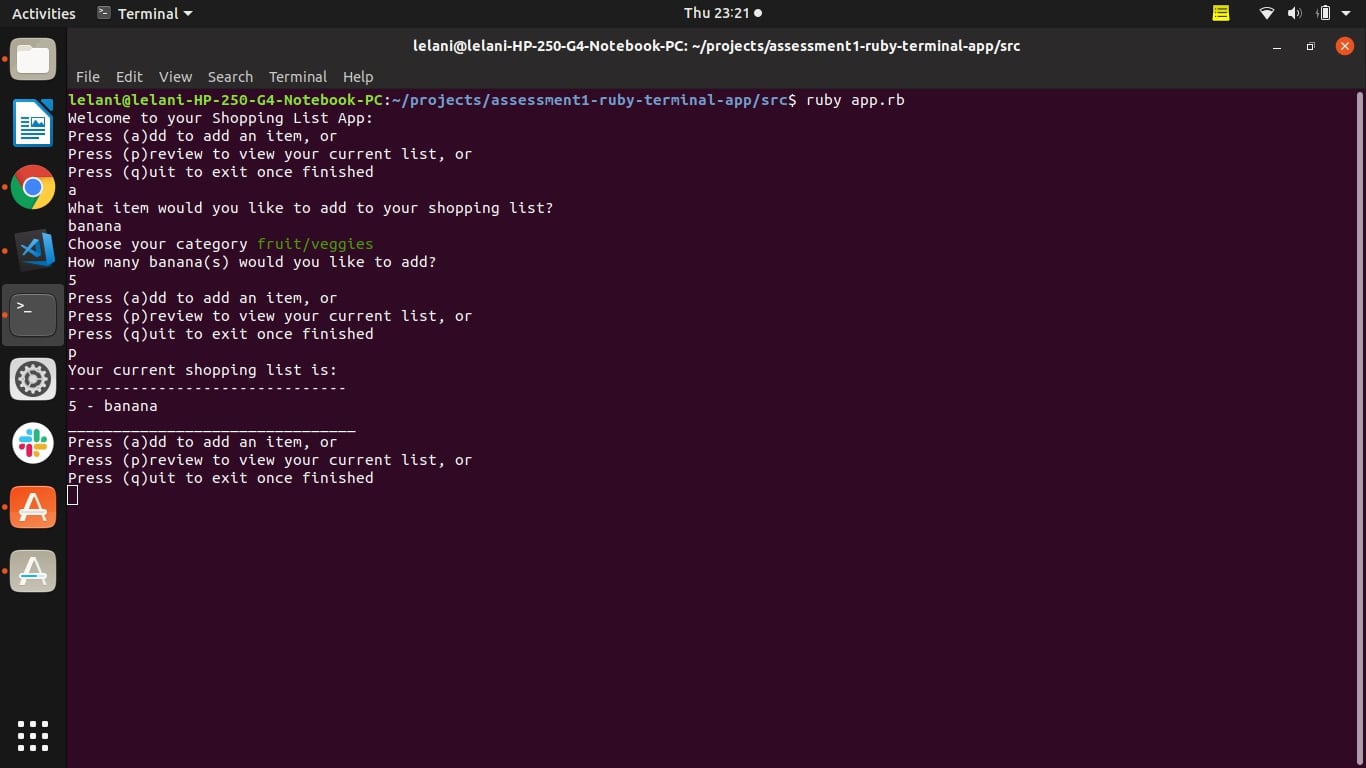 Activities Terminal Thu 23:21
lelani@lelani-HP-250-G4-Notebook-PC: ~/projects/assessment1-ruby-terminal-app/src
File Edit View Search Terminal Help
lelani@lelani-HP-250-G4-Notebook-PC:~/projects/assessment1-ruby-terminal-app/src$ ruby app.rb
Welcome to your Shopping List App:
Press (a)dd to add an item, or
Press (p)review to view your current list, or
Press (q)uit to exit once finished
a
What item would you like to add to your shopping list?
banana
Choose your category fruit/veggies
How many banana(s) would you like to add?
5
Press (a)dd to add an item, or
Press (p)review to view your current list, or
Press (q)uit to exit once finished
p
Your current shopping list is:
-------------------------------
5 - banana
________________________________
Press (a)dd to add an item, or
Press (p)review to view your current list, or
Press (q)uit to exit once finished